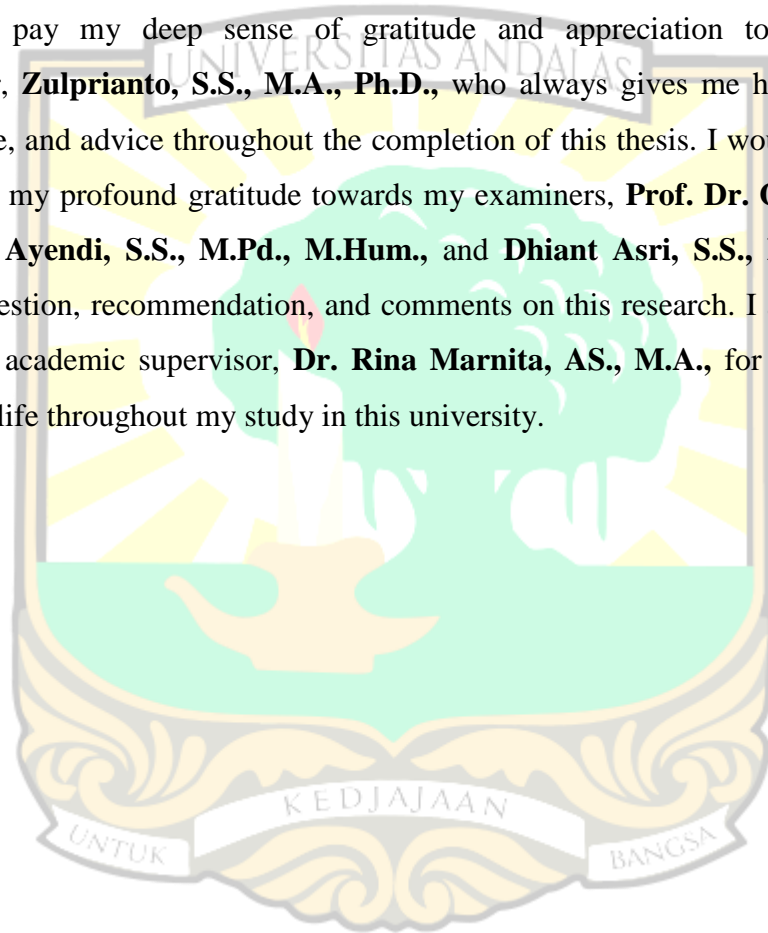 pay my deep sense of gratitude and appreciation to
UNIVERSITAS ANDALAS
, Zulprianto, S.S., M.A., Ph.D., who always gives me h
e, and advice throughout the completion of this thesis. I wou
my profound gratitude towards my examiners, Prof. Dr. O
Ayendi, S.S., M.Pd., M.Hum., and Dhiant Asri, S.S.,
estion, recommendation, and comments on this research. I
academic supervisor, Dr. Rina Marnita, AS., M.A., for
life throughout my study in this university.
KEDJAJAAN
UNTUK
BANGSA